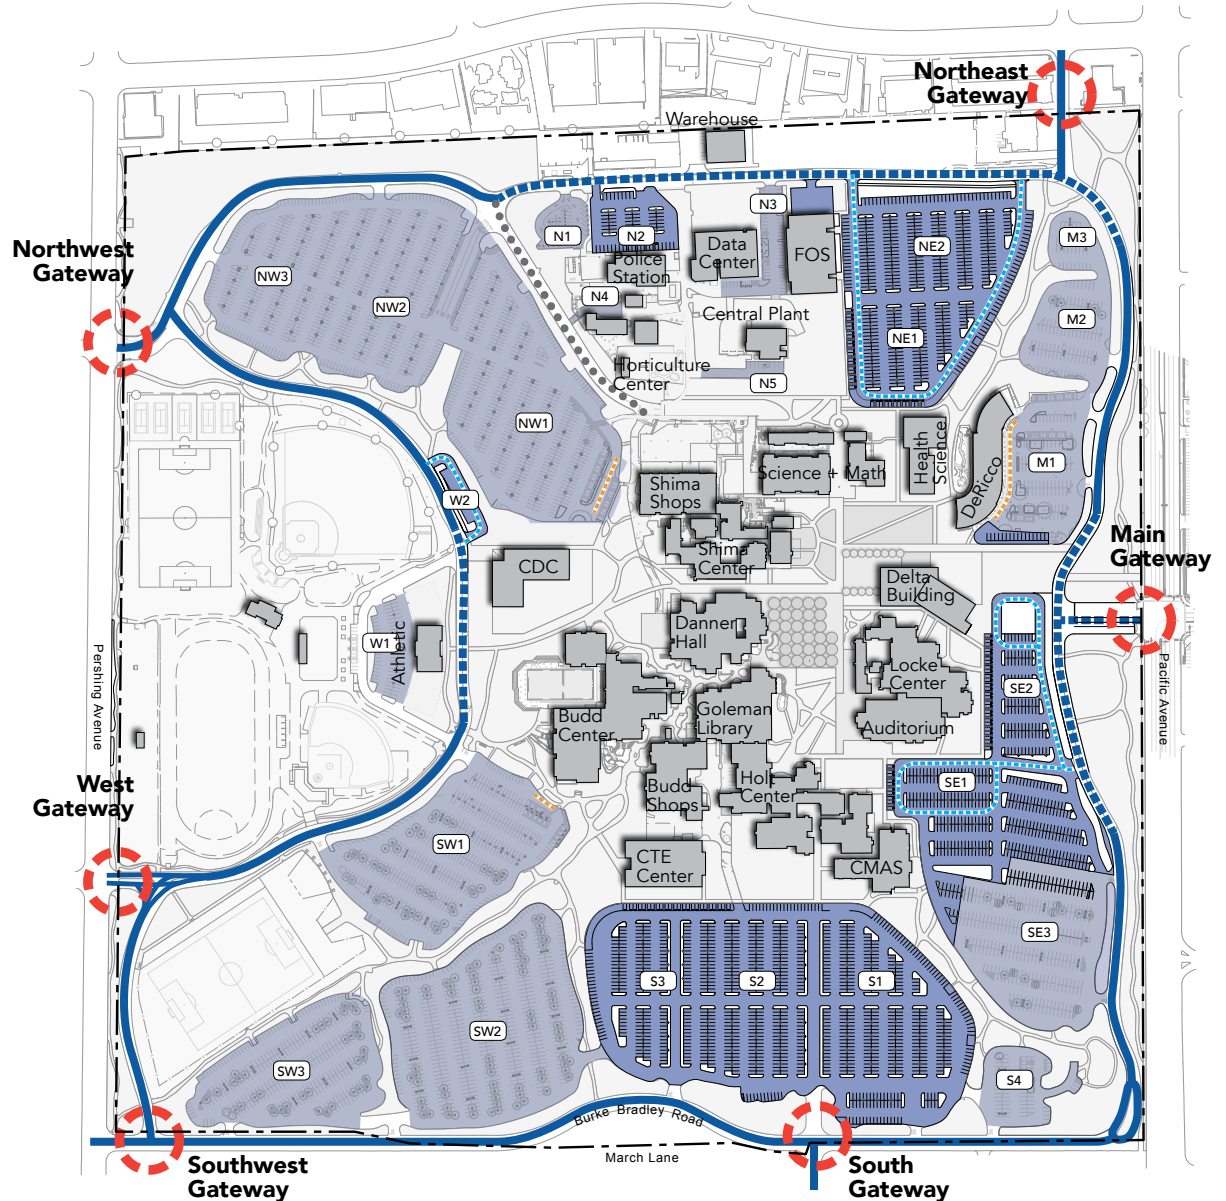 Northeast
Gateway
Warehouse
N3
N1
N2
M3
Northwest
Gateway
Data
Center
FOS
NE2
Police
Station
NW3
N4
NW2
Central Plant
M2
NE1
Horticulture
Center
N5
NW1
Health
Science
M1
Science + Math
DeRicco
Shima
Shops
W2
Main
Gateway
Shima
Center
CDC
Delta
Building
Danner
Hall
W1
Athletic
Locke
Center
Pershing Avenue
Pacific Avenue
SE2
Goleman
Library
Budd
Center
Auditorium
West
Gateway
Holt
Center
SE1
Budd
Shops
SW1
CTE
Center
CMAS
SE3
S3
S2
S1
SW2
SW3
S4
Burke Bradley Road
March Lane
Southwest
Gateway
South
Gateway